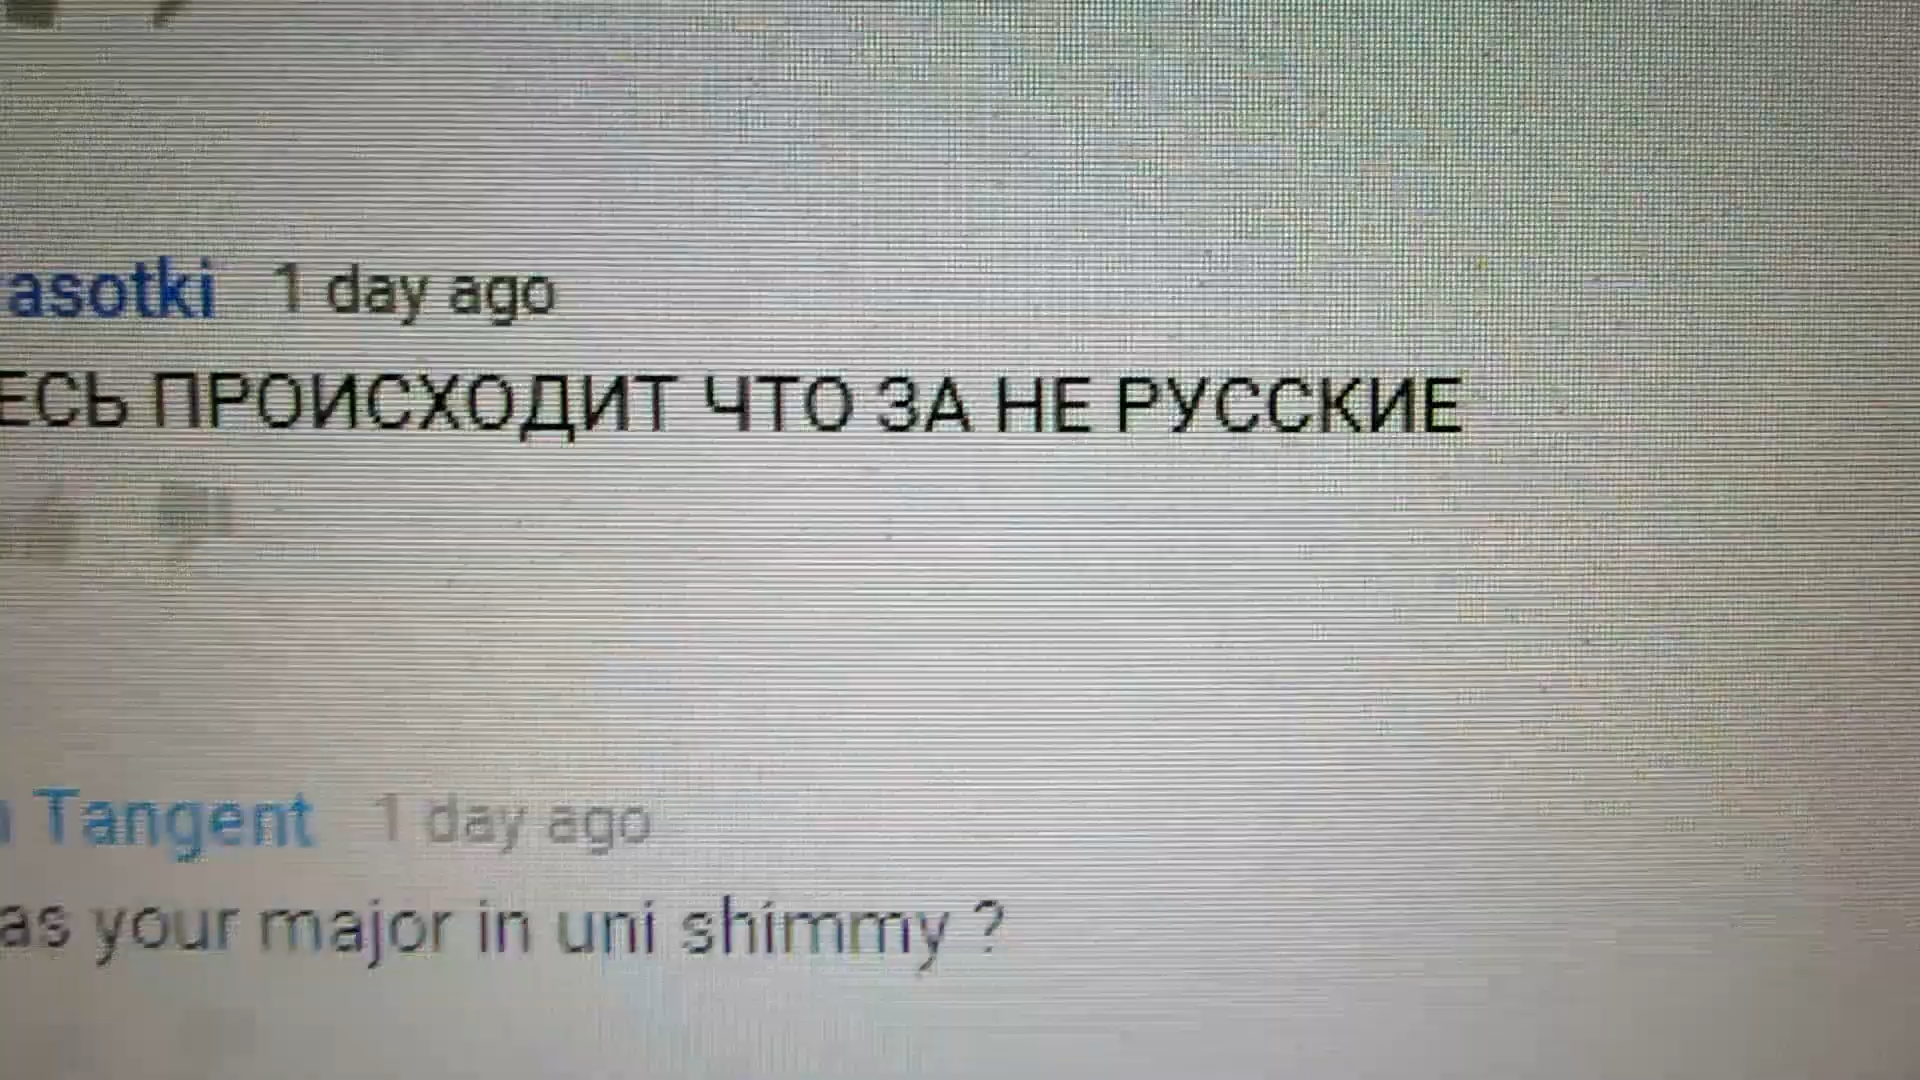 asotki 1 day ago
ЕСЬ ПРОИСХОДИТ ЧТО ЗА НЕ РУССКИЕ
Tangent 1 day ago
as your major in uni shimmy ?